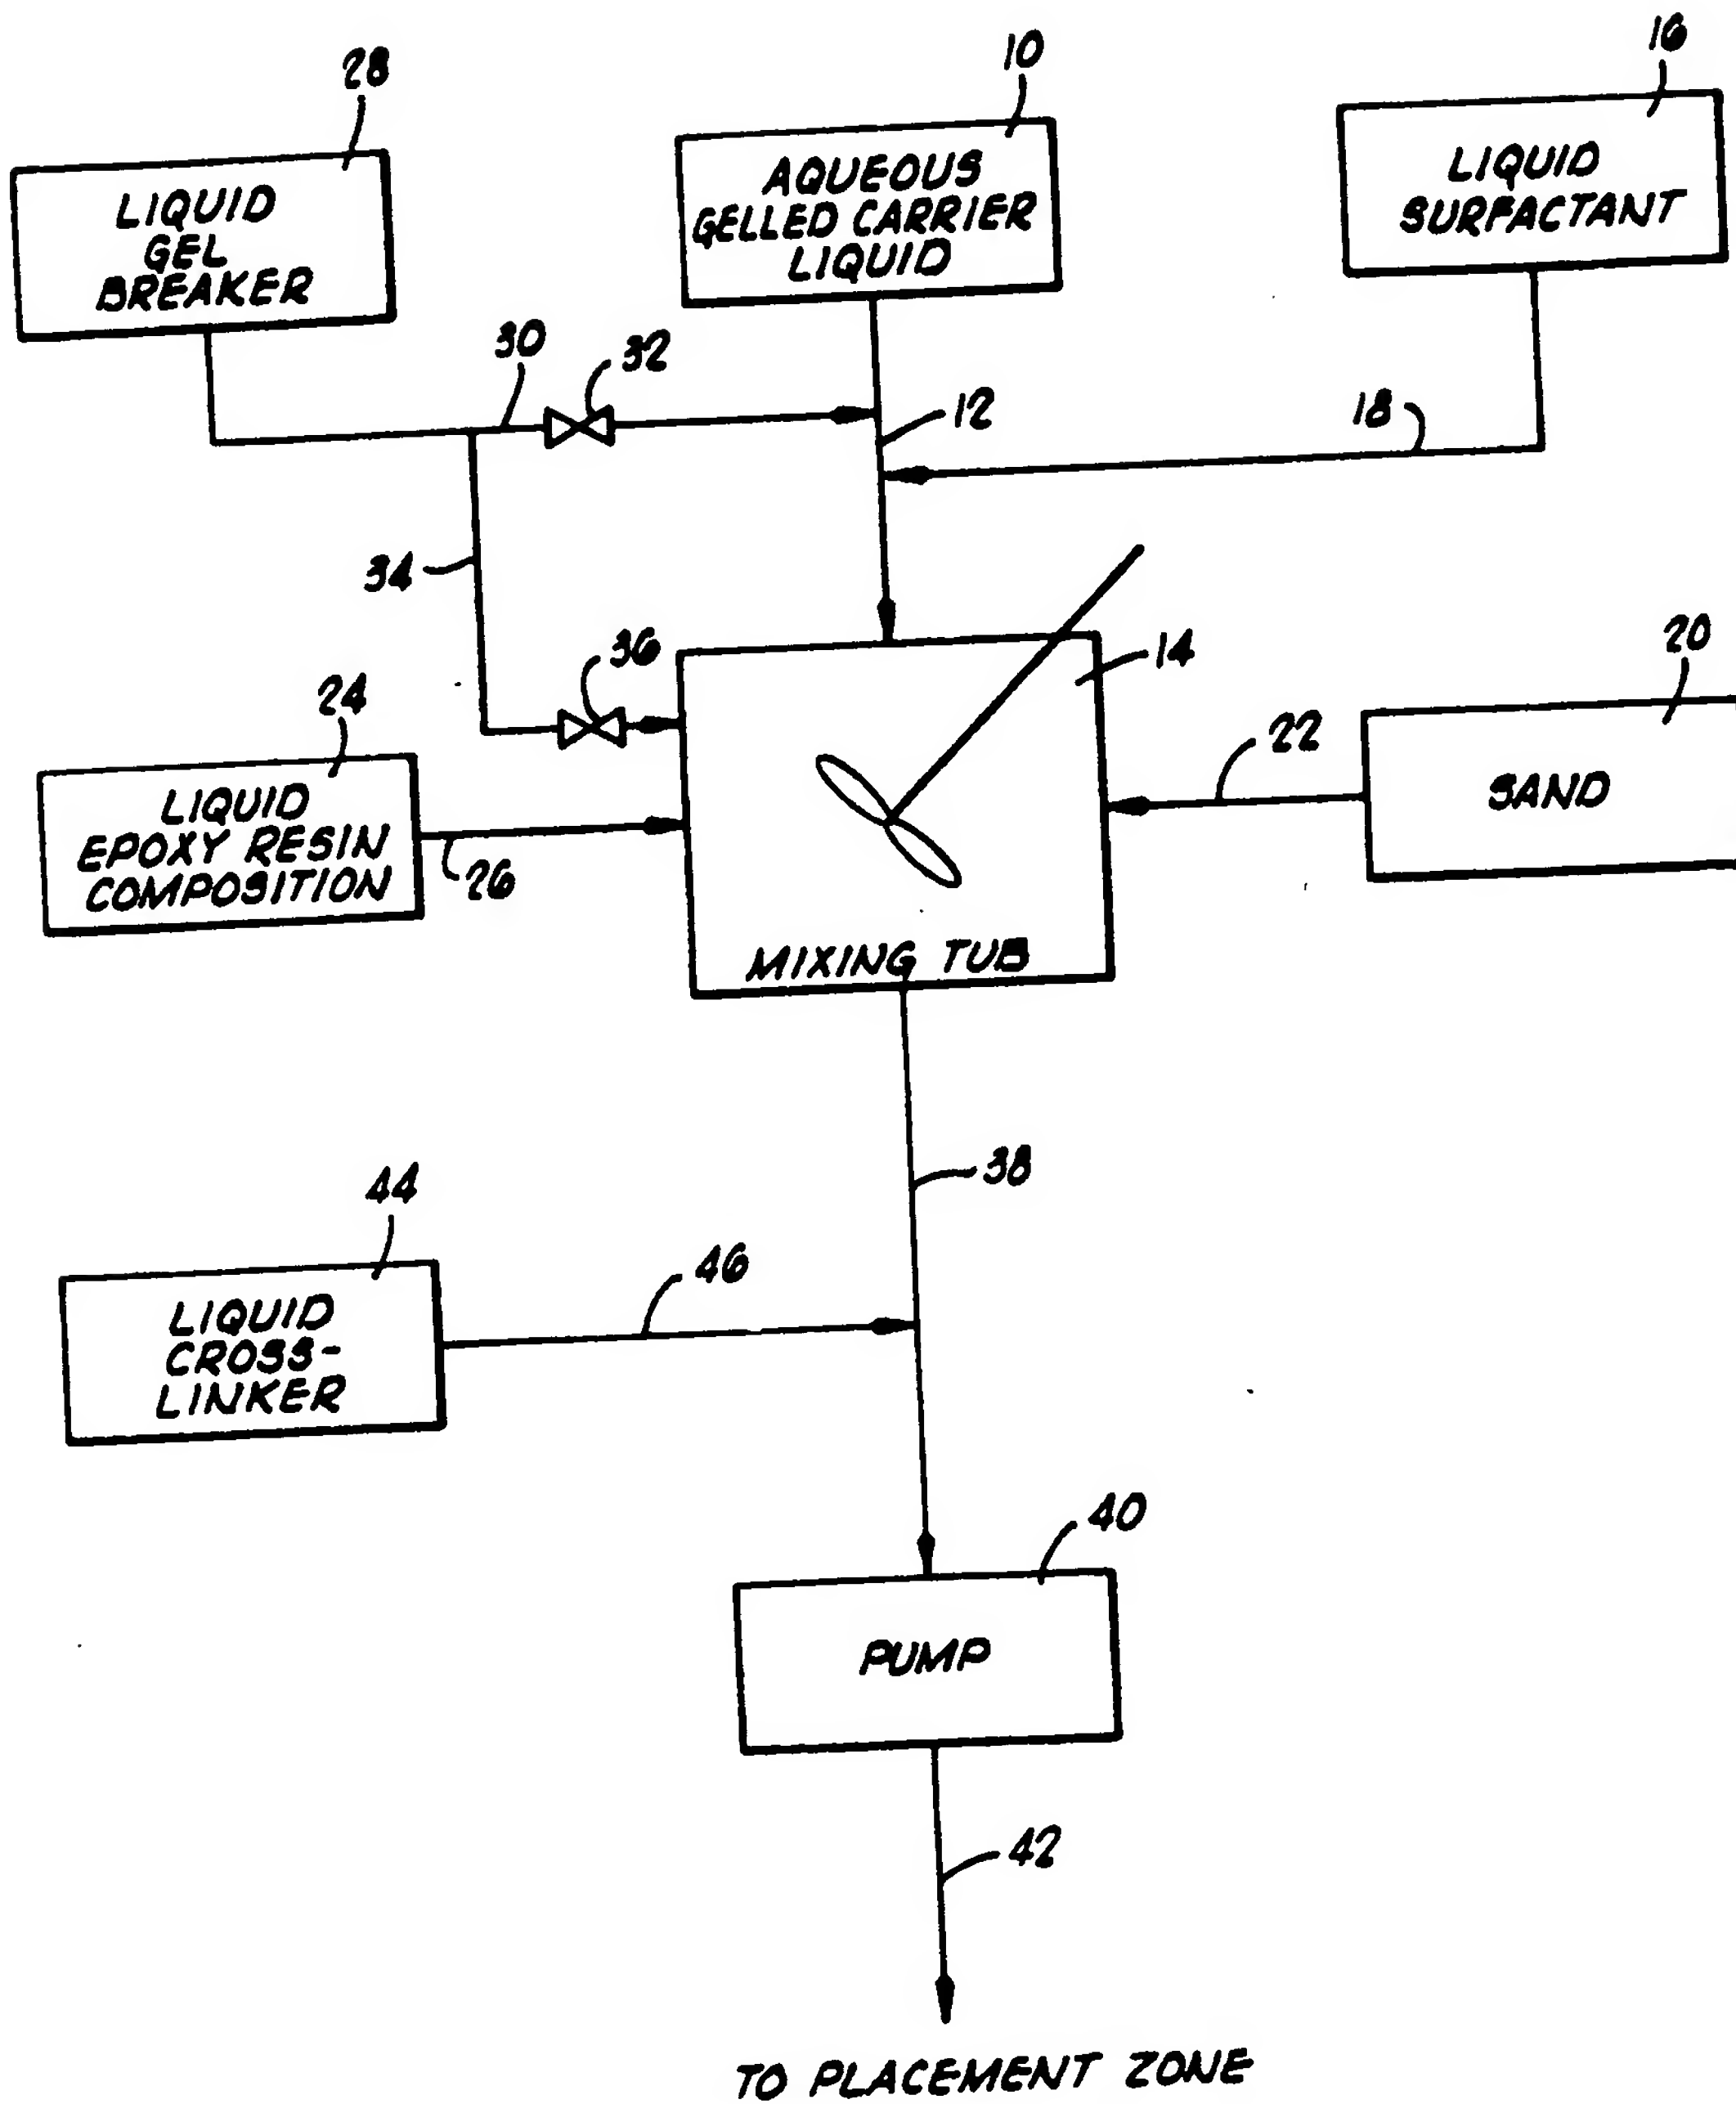 28
10
16
LIQUID
GEL
BREAKER
AQUEOUS
GELLED CARRIER
LIQUID
LIQUID
SURFACTANT
30
32
12
18
34
36
14
20
24
22
LIQUID
EPOXY RESIN
COMPOSITION
26
SAND
MIXING TUB
38
44
46
LIQUID
CROSS-
LINKER
40
PUMP
42
TO PLACEMENT ZONE